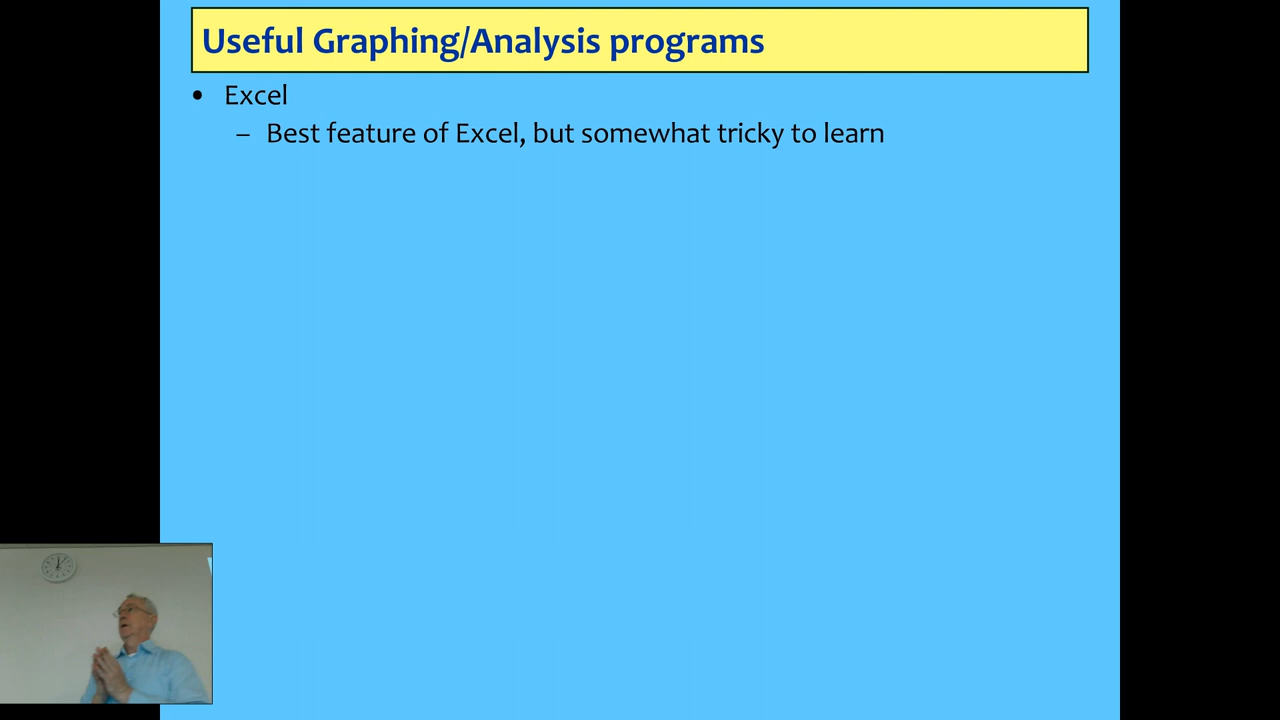 Useful Graphing/Analysis programs
• Excel
– Best feature of Excel, but somewhat tricky to learn